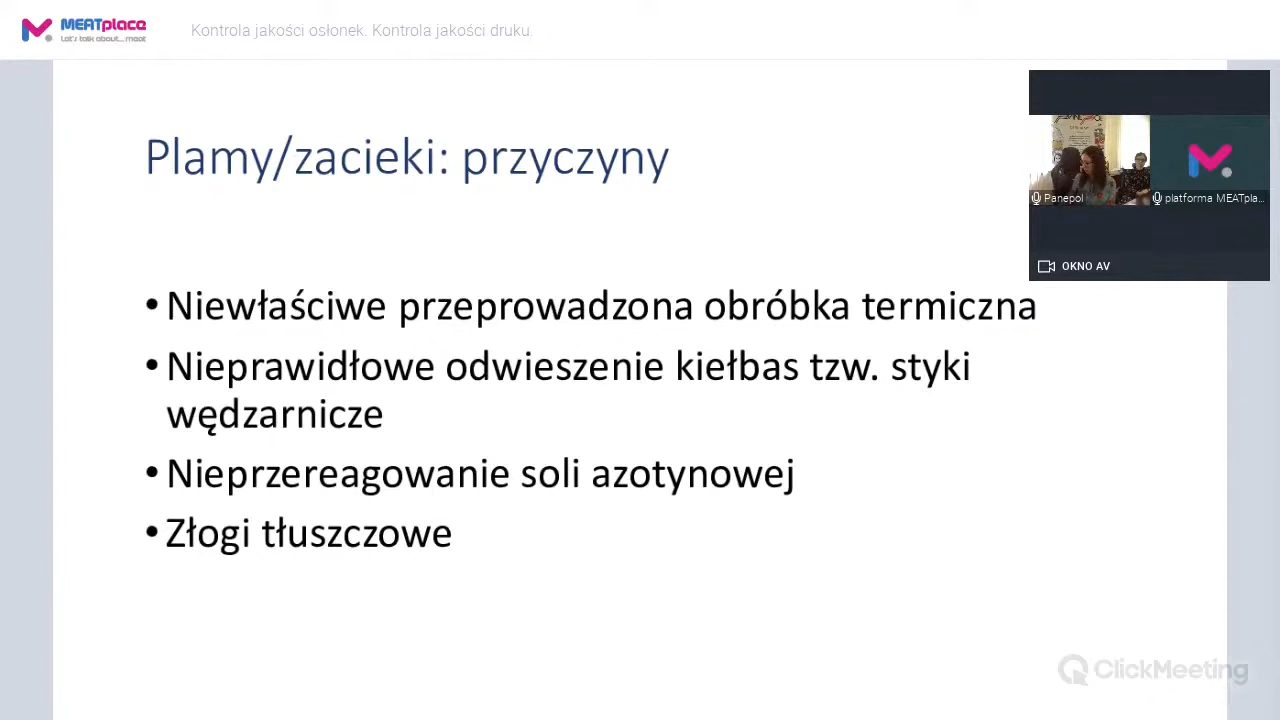 MEATplace
Let's talk about... meat
Kontrola jakości osłonek. Kontrola jakości druku.
Plamy/zacieki: przyczyny
Panepol
platforma MEATpla...
OKNO AV
• Niewłaściwe przeprowadzona obróbka termiczna
• Nieprawidłowe odwieszenie kiełbas tzw. styki
wędzarnicze
• Nieprzereagowanie soli azotynowej
• Złogi tłuszczowe
ClickMeeting